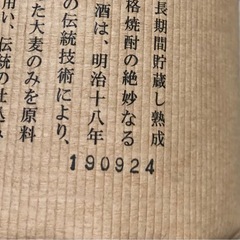 長期間貯蔵し熟成
格焼酎の絶妙なる
酒は、明治十八年
の伝統技術により、
た大麦のみを原料
用い、伝統の仕込み
190924